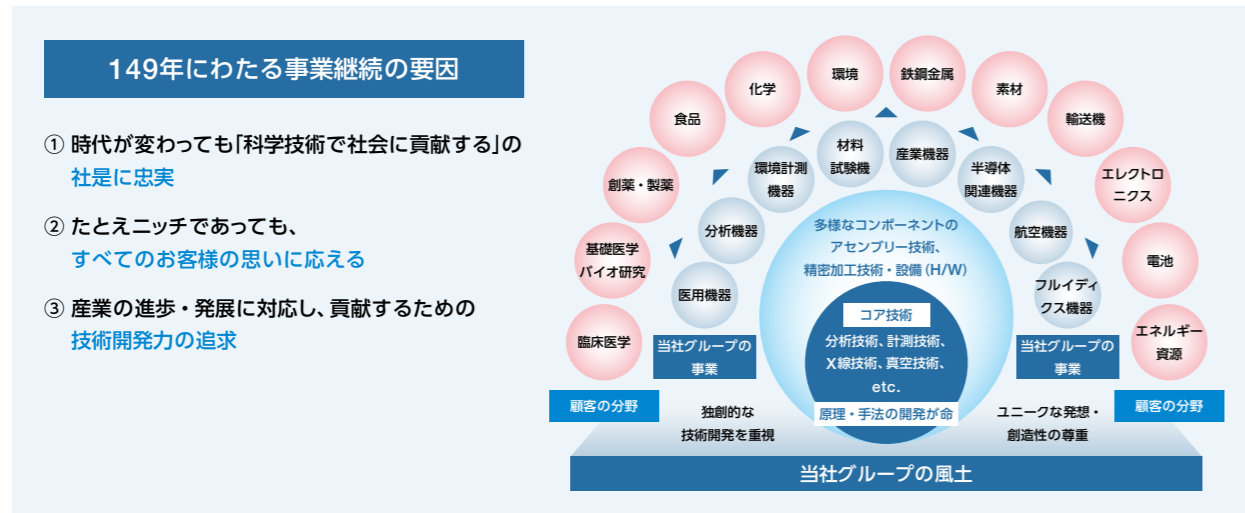 149年にわたる事業継続の要因
① 時代が変わっても「科学技術で社会に貢献する」の
社是に忠実
② たとえニッチであっても、
すべてのお客様の思いに応える
③ 産業の進歩・発展に対応し、貢献するための
技術開発力の追求
臨床医学
基礎医学
バイオ研究
創薬・製薬
食品
化学
環境
鉄鋼金属
素材
輸送機
エレクトロ
ニクス
電池
エネルギー
資源
医用機器
分析機器
環境計測
機器
材料
試験機
産業機器
半導体
関連機器
航空機器
フルイディ
クス機器
多様なコンポーネントの
アセンブリー技術、
精密加工技術・設備（H/W）
コア技術
分析技術、計測技術、
X線技術、真空技術、
etc.
原理・手法の開発が命
当社グループの
事業
当社グループの
事業
顧客の分野
顧客の分野
独創的な
技術開発を重視
ユニークな発想・
創造性の尊重
当社グループの風土